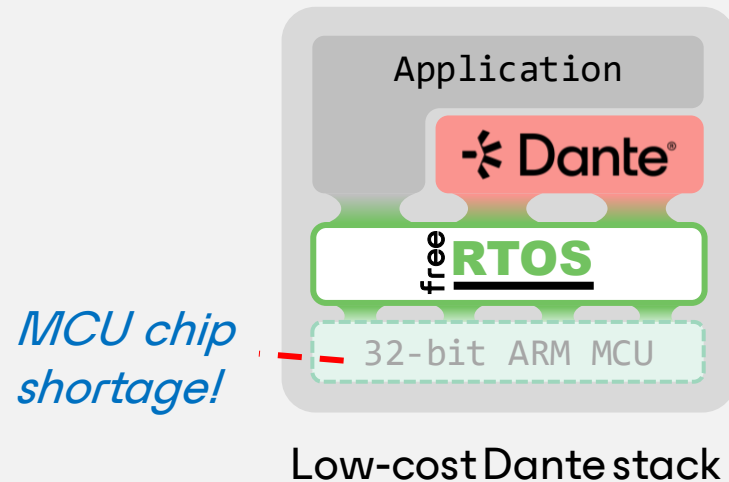 Application
Dante®
free RTOS
MCU chip
shortage!
32-bit ARM MCU
Low-cost Dante stack